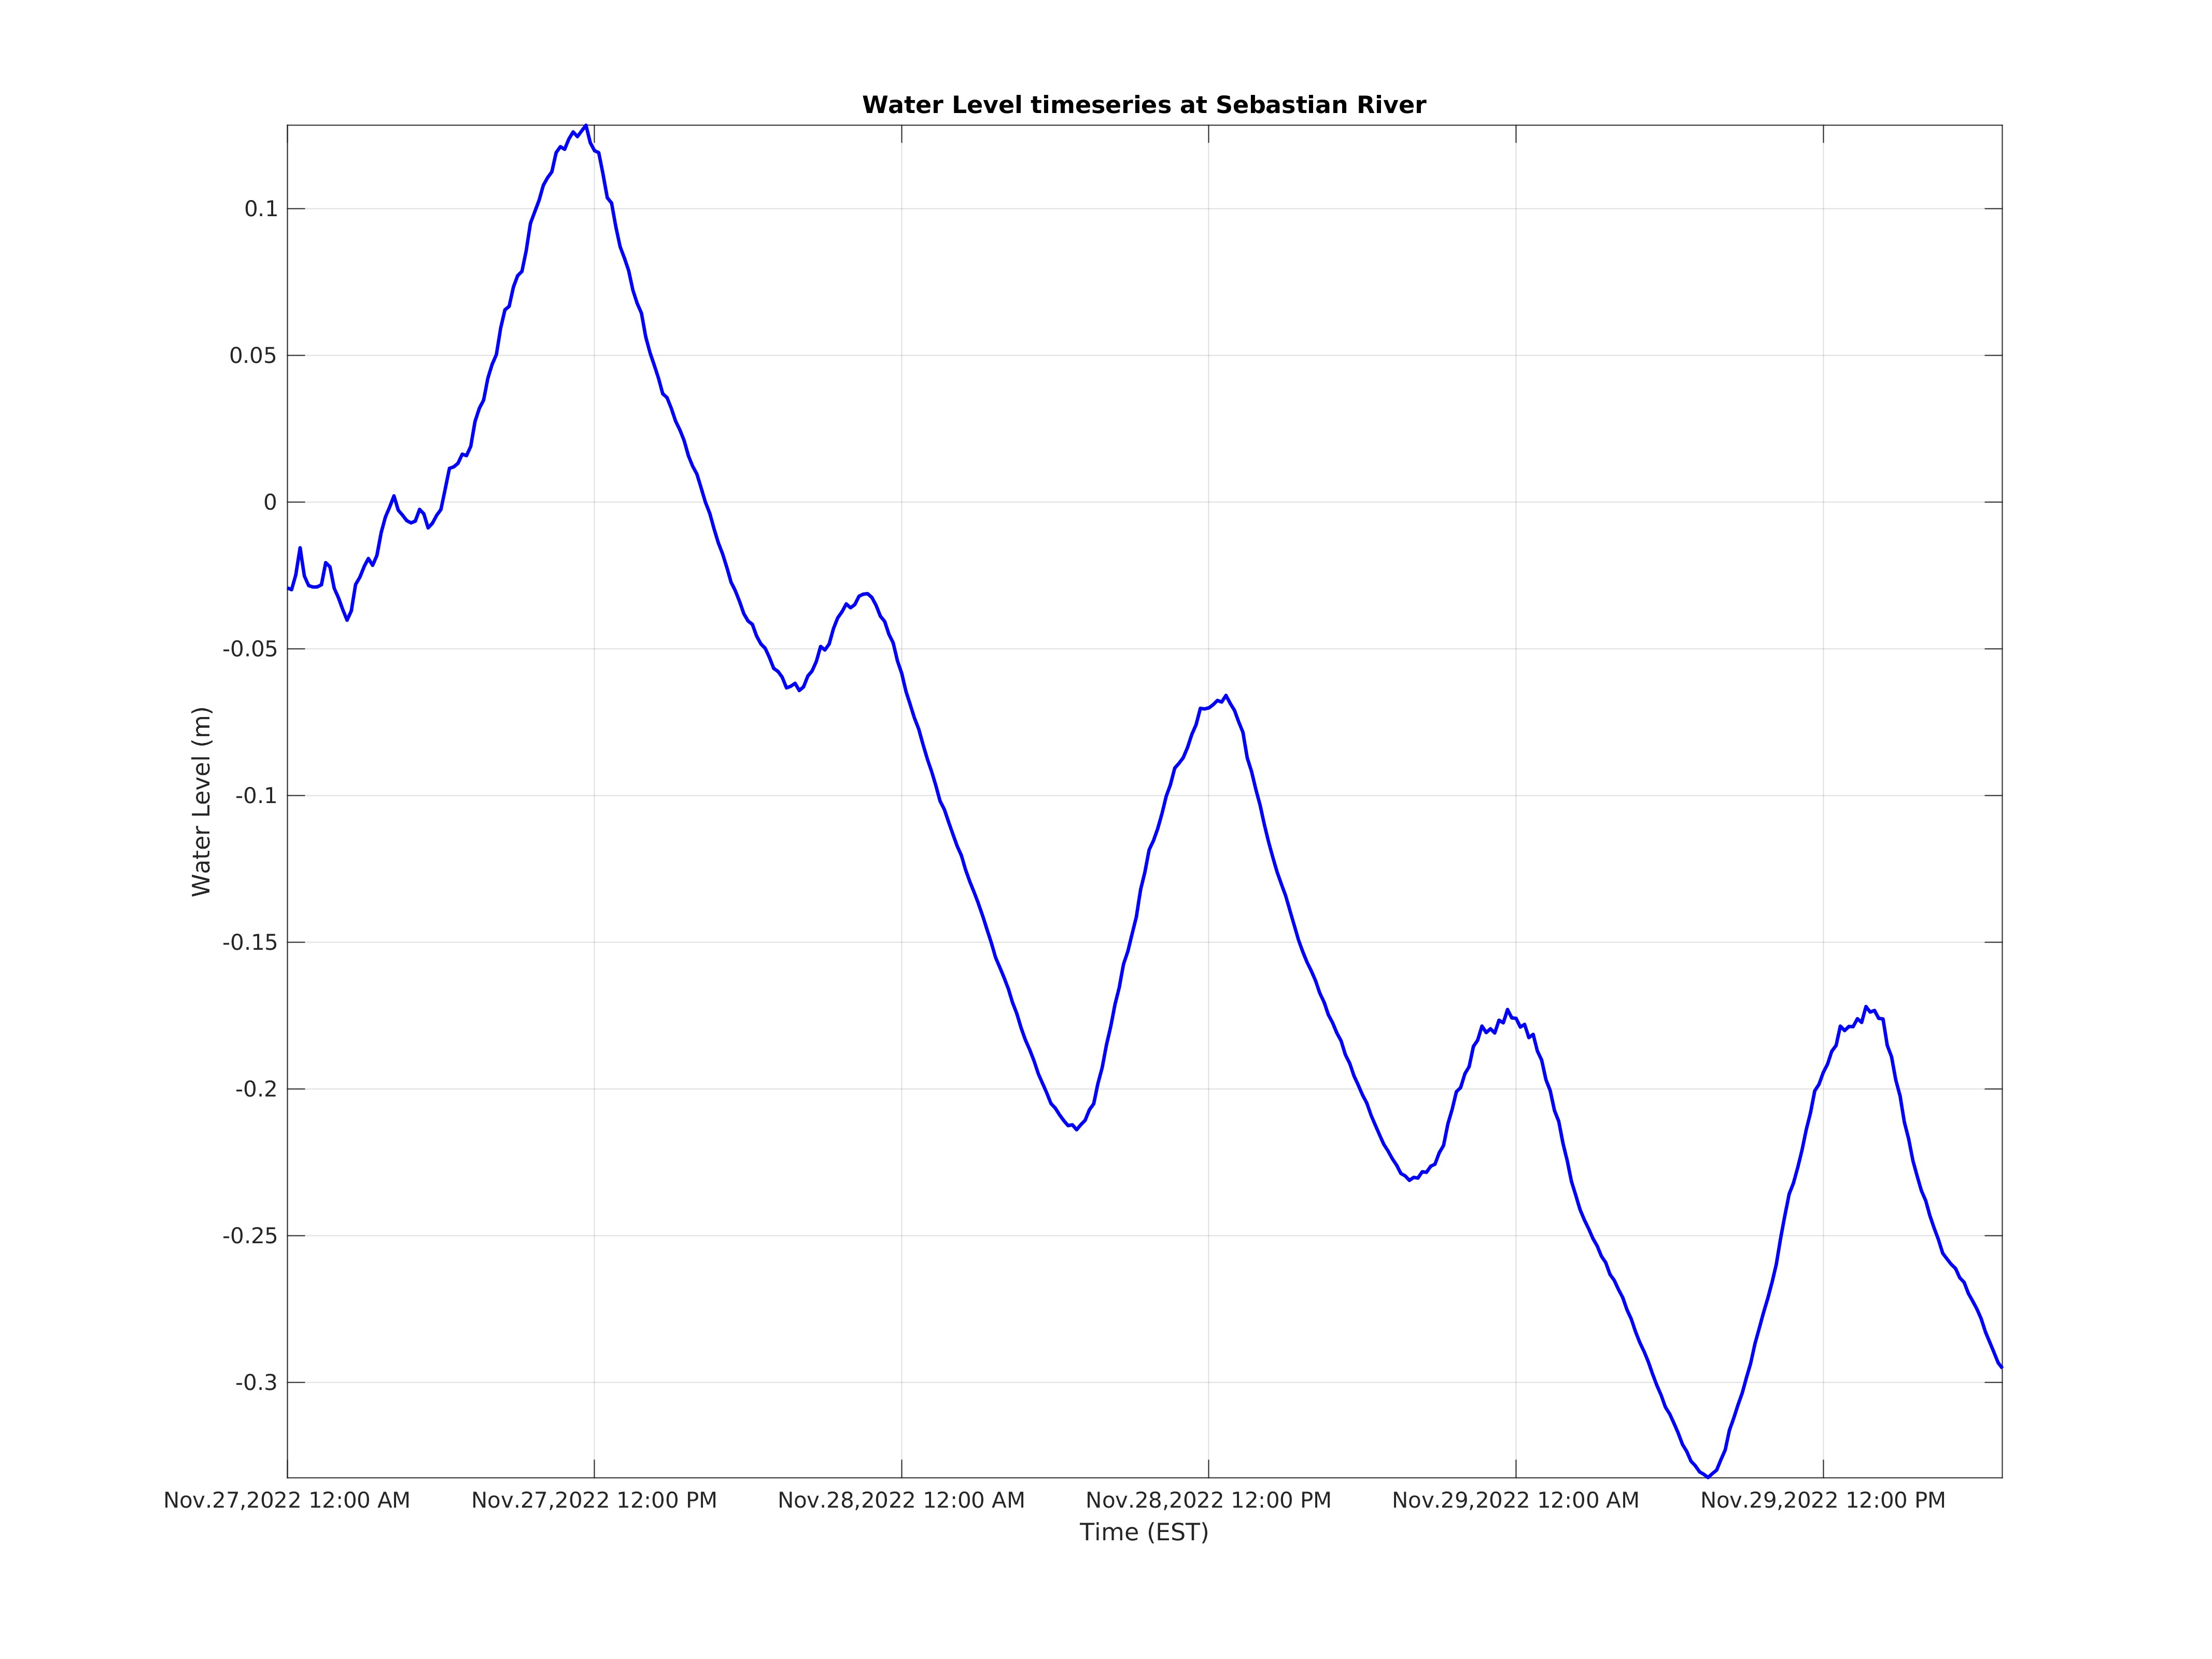 Water Level timeseries at Sebastian River
0.1
0.05
0
-0.05
-0.1
-0.15
-0.2
-0.25
-0.3
Water Level (m)
Nov.27,2022 12:00 AM Nov.27,2022 12:00 PM Nov.28,2022 12:00 AM Nov.28,2022 12:00 PM Nov.29,2022 12:00 AM Nov.29,2022 12:00 PM
Time (EST)